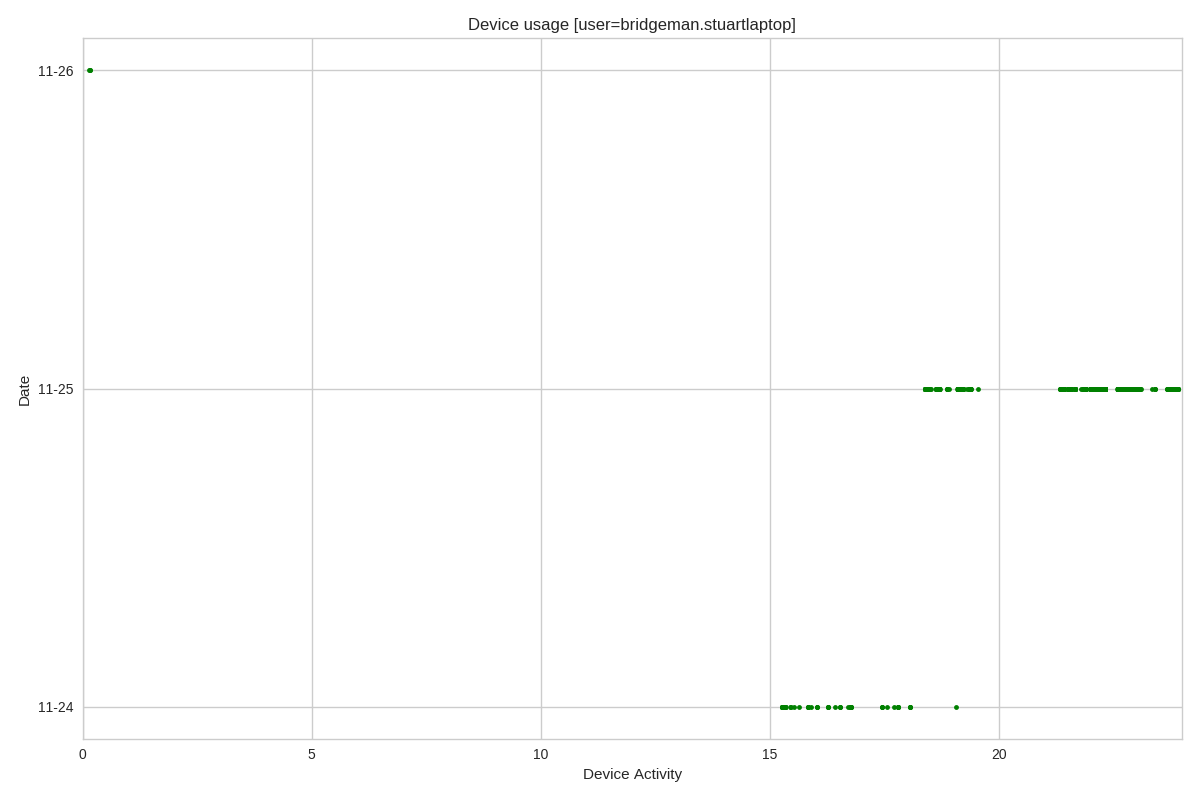 Device usage [user=bridgeman.stuartlaptop]
11-26
11-25
11-24
Date
0 5 10 15 20
Device Activity